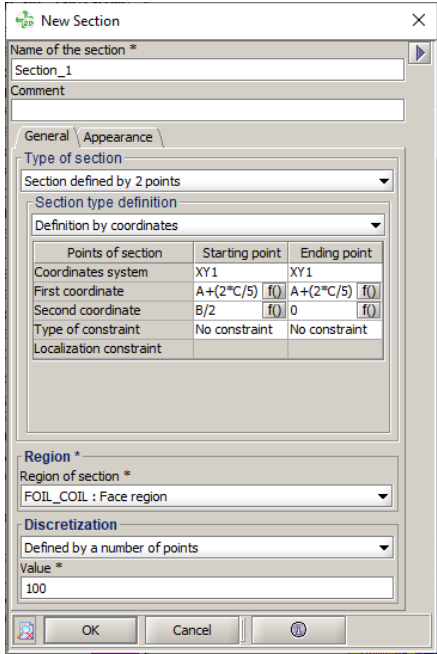 2D New Section
Name of the section *
Section_1
Comment
General Appearance
Type of section
Section defined by 2 points
Section type definition
Definition by coordinates
Points of section Starting point Ending point
Coordinates system XY1 XY1
First coordinate A+(2*C/5) f() A+(2*C/5) f()
Second coordinate B/2 f() 0 f()
Type of constraint No constraint No constraint
Localization constraint
Region *
Region of section *
FOIL_COIL : Face region
Discretization
Defined by a number of points
Value *
100
OK Cancel